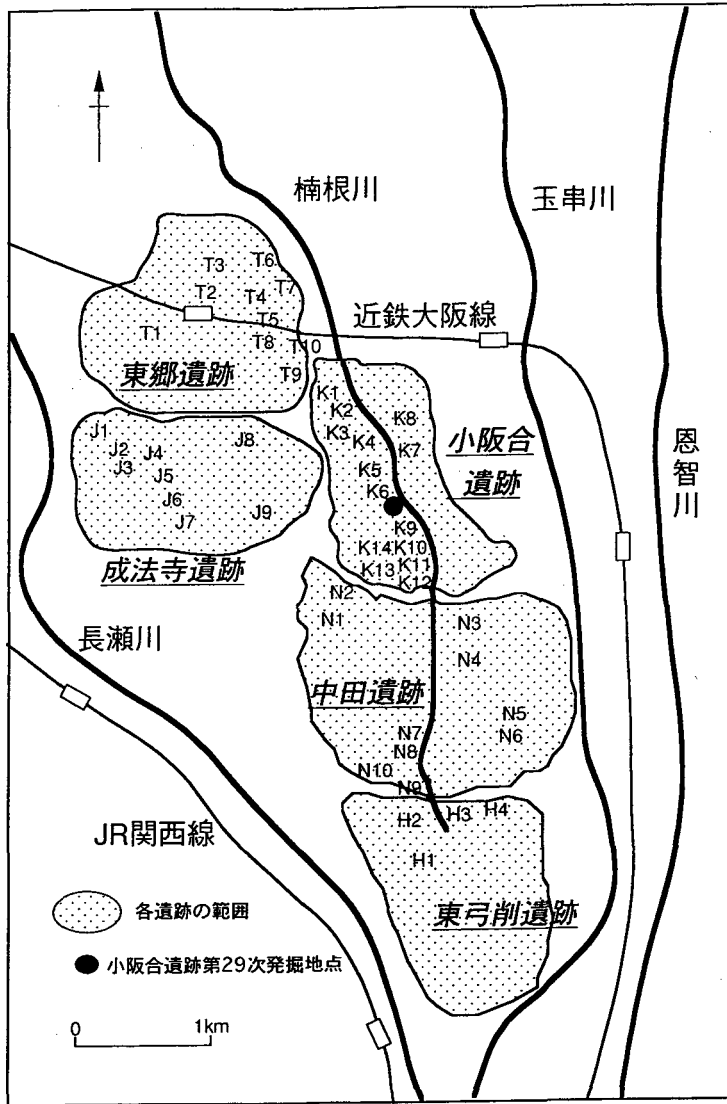 楠根川
玉串川
T3
T6
T7
T2
T4
近鉄大阪線
T5
T1
T8
T10
東郷遺跡
T9
K1
K2
K8
J1
K3
小阪合
遺跡
J8
K4
K7
J2
J4
恩智川
J3
J5
K5
K6
J6
J7
J9
K9
K14
K10
成法寺遺跡
K13
K11
K12
N2
長瀬川
N1
N3
N4
中田遺跡
N5
N7
N6
N8
N10
N9
H4
H2
H3
JR関西線
H1
各遺跡の範囲
東弓削遺跡
小阪合遺跡第29次発掘地点
0
1km